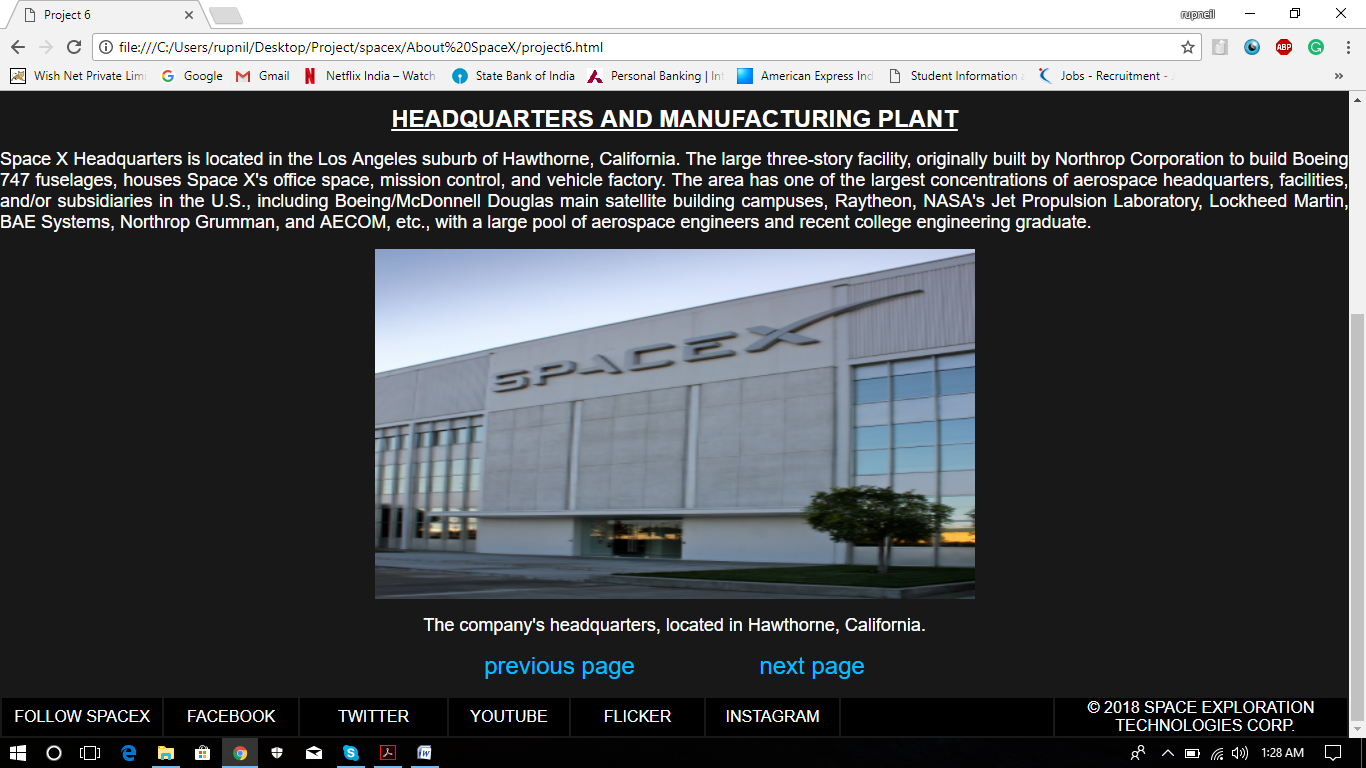 Project 6
rupneil
file:///C:/Users/rupnil/Desktop/Project/spacex/About%20SpaceX/project6.html
ABP
Wish Net Private Lim
Google
Gmail
Netflix India – Watch
State Bank of India
Personal Banking | Int
American Express Ind
Student Information a
Jobs - Recruitment -
»
HEADQUARTERS AND MANUFACTURING PLANT
Space X Headquarters is located in the Los Angeles suburb of Hawthorne, California. The large three-story facility, originally built by Northrop Corporation to build Boeing
747 fuselages, houses Space X's office space, mission control, and vehicle factory. The area has one of the largest concentrations of aerospace headquarters, facilities,
and/or subsidiaries in the U.S., including Boeing/McDonnell Douglas main satellite building campuses, Raytheon, NASA's Jet Propulsion Laboratory, Lockheed Martin,
BAE Systems, Northrop Grumman, and AECOM, etc., with a large pool of aerospace engineers and recent college engineering graduate.
SPACEX
The company's headquarters, located in Hawthorne, California.
previous page next page
FOLLOW SPACEX FACEBOOK TWITTER YOUTUBE FLICKER INSTAGRAM
© 2018 SPACE EXPLORATION
TECHNOLOGIES CORP.
1:28 AM